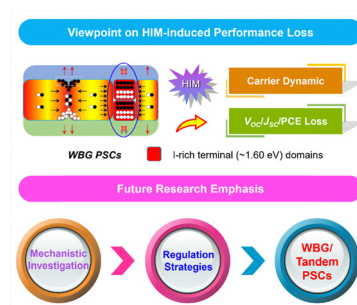 Viewpoint on HIM-induced Performance Loss
HIM
Carrier Dynamic
VOC/JSC/PCE Loss
WBG PSCs
I-rich terminal (~1.60 eV) domains
Future Research Emphasis
Mechanistic
Investigation
Regulation
Strategies
WBG/
Tandem
PSCs